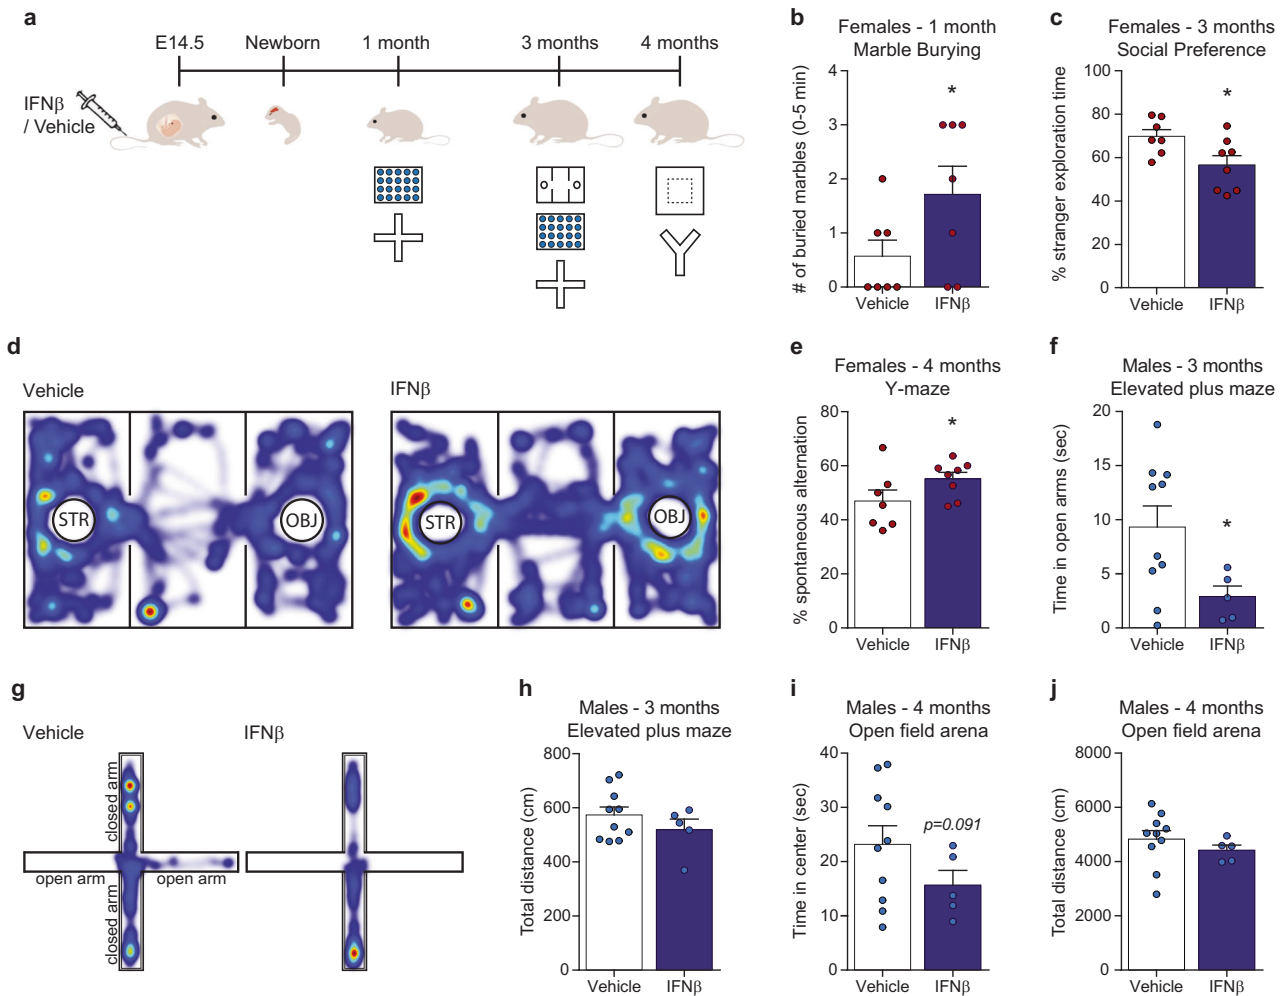 a
E14.5
Newborn
1 month
3 months
4 months
IFNβ
/ Vehicle
b
Females - 1 month
Marble Burying
# of buried marbles (0-5 min)
4
3
2
1
0
*
Vehicle
IFNβ
c
Females - 3 months
Social Preference
% stranger exploration time
100
80
60
40
20
0
*
Vehicle
IFNβ
d
Vehicle
STR
OBJ
IFNβ
STR
OBJ
e
Females - 4 months
Y-maze
% spontaneous alternation
80
60
40
20
0
*
Vehicle
IFNβ
f
Males - 3 months
Elevated plus maze
Time in open arms (sec)
20
15
10
5
0
*
Vehicle
IFNβ
g
Vehicle
closed arm
open arm
open arm
closed arm
IFNβ
h
Males - 3 months
Elevated plus maze
Total distance (cm)
800
600
400
200
0
Vehicle
IFNβ
i
Males - 4 months
Open field arena
Time in center (sec)
40
30
20
10
0
p=0.091
Vehicle
IFNβ
j
Males - 4 months
Open field arena
Total distance (cm)
8000
6000
4000
2000
0
Vehicle
IFNβ